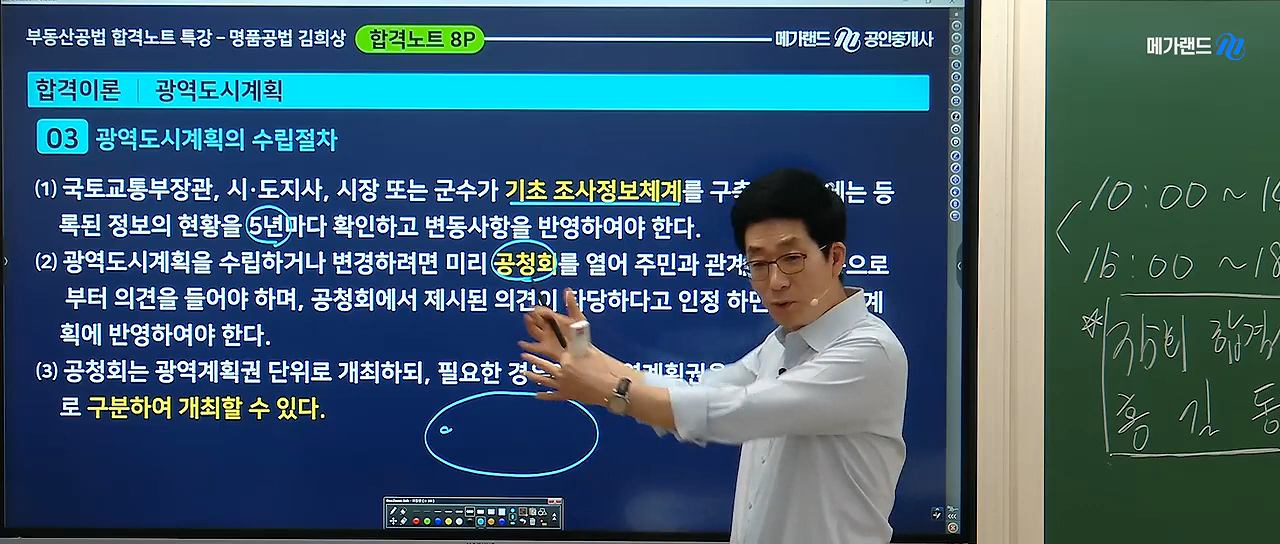 부동산공법 합격노트 특강 – 명품공법 김희상 합격노트 8P 메가랜드 공인중개사
합격이론 | 광역도시계획
03 광역도시계획의 수립절차
(1) 국토교통부장관, 시·도지사, 시장 또는 군수가 기초 조사정보체계를 에는 등
록된 정보의 현황을 5년마다 확인하고 변동사항을 반영하여야 한다.
(2) 광역도시계획을 수립하거나 변경하려면 미리 공청회를 열어 주민과 으로
부터 의견을 들어야 하며, 공청회에서 제시된 의견이 타당하다고 인정 계
획에 반영하여야 한다.
(3) 공청회는 광역계획권 단위로 개최하되, 필요한
로 구분하여 개최할 수 있다.
메가랜드
10:00 ~
16:00 ~ 18
합격
홍길동